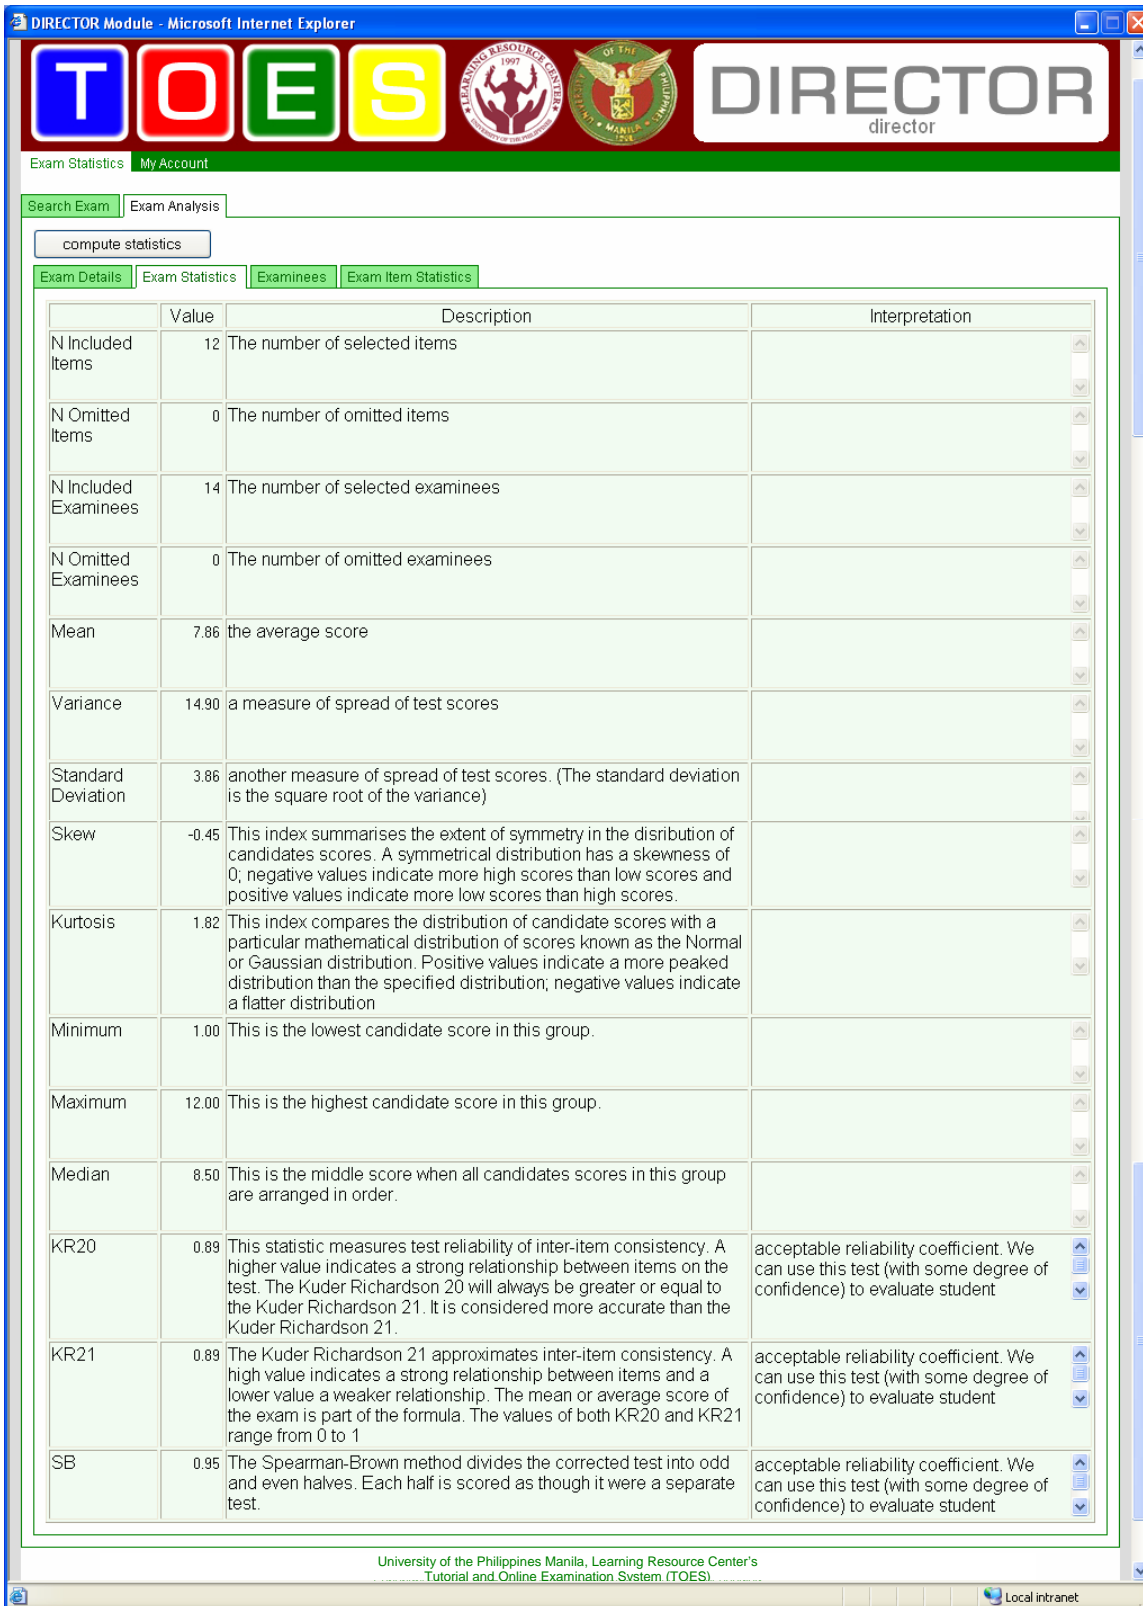 DIRECTOR Module - Microsoft Internet Explorer
T O E S
LEARNING RESOURCE CENTER
1997
UNIVERSITY OF THE PHILIPPINES
UNIVERSITY OF THE PHILIPPINES
MANILA
1908
DIRECTOR
director
Exam Statistics My Account
Search Exam Exam Analysis
compute statistics
Exam Details Exam Statistics Examinees Exam Item Statistics
Value Description Interpretation
N Included 12 The number of selected items
Items
N Omitted 0 The number of omitted items
Items
N Included 14 The number of selected examinees
Examinees
N Omitted 0 The number of omitted examinees
Examinees
Mean 7.86 the average score
Variance 14.90 a measure of spread of test scores
Standard 3.86 another measure of spread of test scores. (The standard deviation
Deviation is the square root of the variance)
Skew -0.45 This index summarises the extent of symmetry in the disribution of
candidates scores. A symmetrical distribution has a skewness of
0; negative values indicate more high scores than low scores and
positive values indicate more low scores than high scores.
Kurtosis 1.82 This index compares the distribution of candidate scores with a
particular mathematical distribution of scores known as the Normal
or Gaussian distribution. Positive values indicate a more peaked
distribution than the specified distribution; negative values indicate
a flatter distribution
Minimum 1.00 This is the lowest candidate score in this group.
Maximum 12.00 This is the highest candidate score in this group.
Median 8.50 This is the middle score when all candidates scores in this group
are arranged in order.
KR20 0.89 This statistic measures test reliability of inter-item consistency. A
higher value indicates a strong relationship between items on the
test. The Kuder Richardson 20 will always be greater or equal to
the Kuder Richardson 21. It is considered more accurate than the
Kuder Richardson 21.
acceptable reliability coefficient. We
can use this test (with some degree of
confidence) to evaluate student
KR21 0.89 The Kuder Richardson 21 approximates inter-item consistency. A
high value indicates a strong relationship between items and a
lower value a weaker relationship. The mean or average score of
the exam is part of the formula. The values of both KR20 and KR21
range from 0 to 1
acceptable reliability coefficient. We
can use this test (with some degree of
confidence) to evaluate student
SB 0.95 The Spearman-Brown method divides the corrected test into odd
and even halves. Each half is scored as though it were a separate
test.
acceptable reliability coefficient. We
can use this test (with some degree of
confidence) to evaluate student
University of the Philippines Manila, Learning Resource Center's
Tutorial and Online Examination System (TOES)
Local intranet